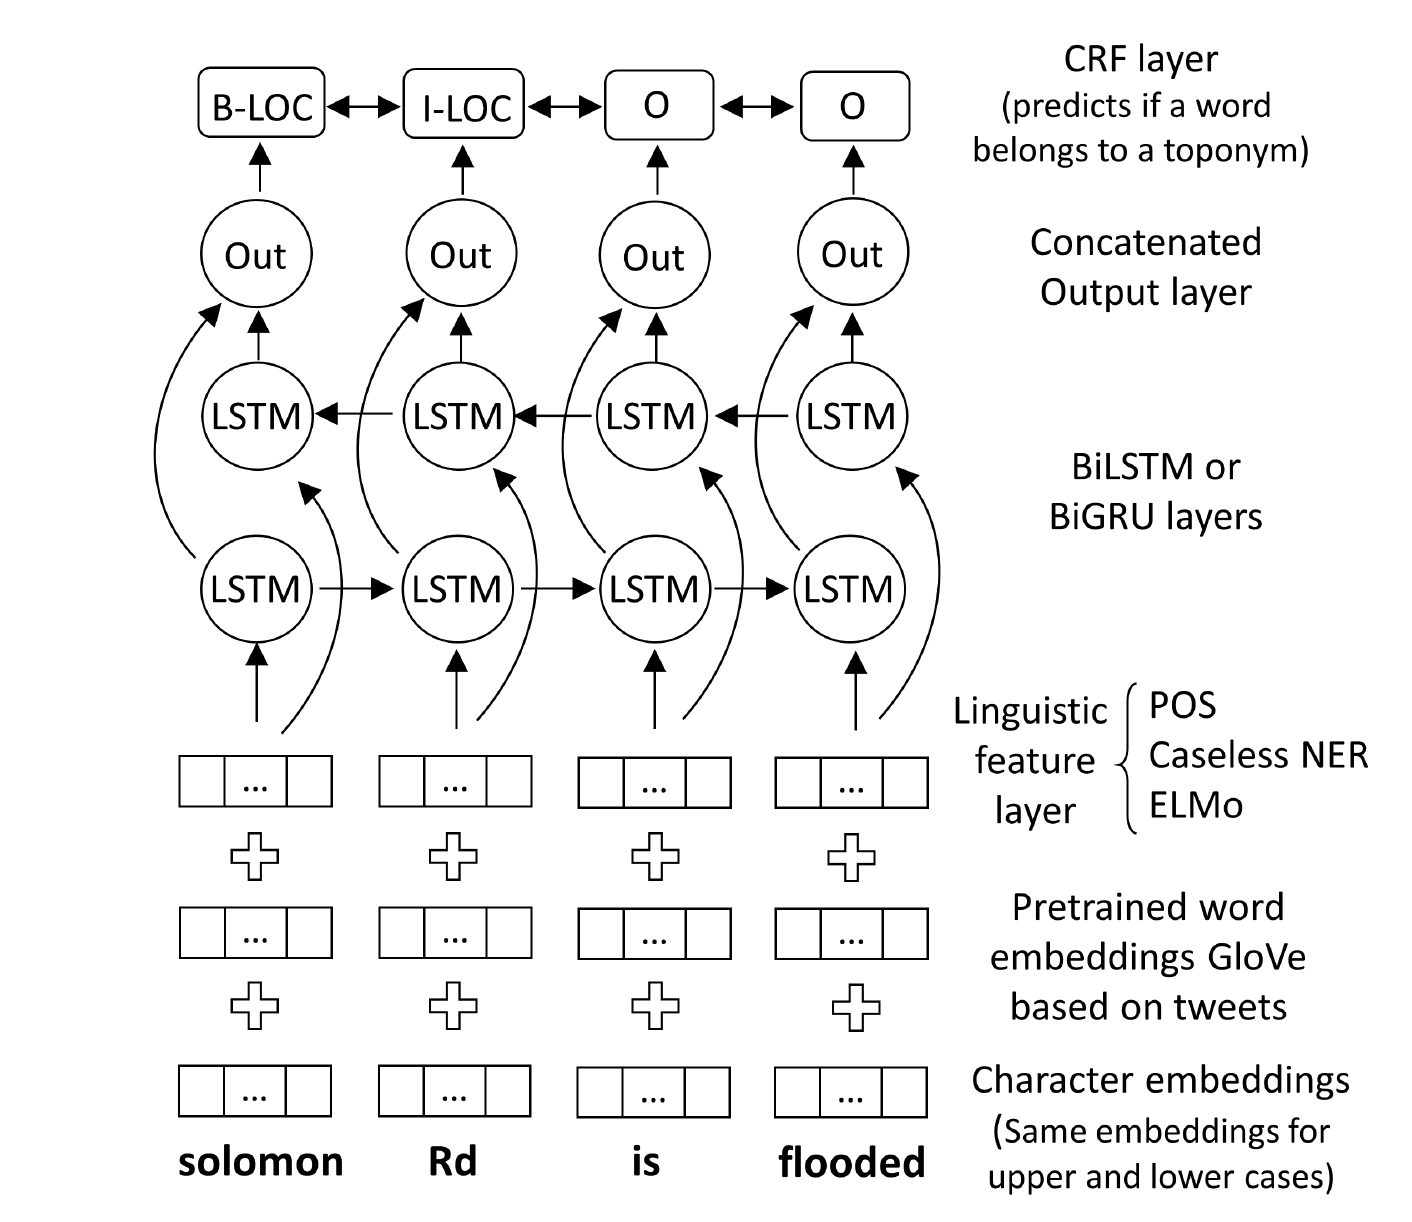 CRF layer
(predicts if a word
belongs to a toponym)
B-LOC I-LOC O O
Out Out Out Out
Concatenated
Output layer
LSTM LSTM LSTM LSTM
BiLSTM or
BiGRU layers
LSTM LSTM LSTM LSTM
Linguistic
feature
layer
POS
Caseless NER
ELMo
... ... ... ...
Pretrained word
embeddings GloVe
based on tweets
... ... ... ...
Character embeddings
(Same embeddings for
upper and lower cases)
... ... ... ...
solomon Rd is flooded